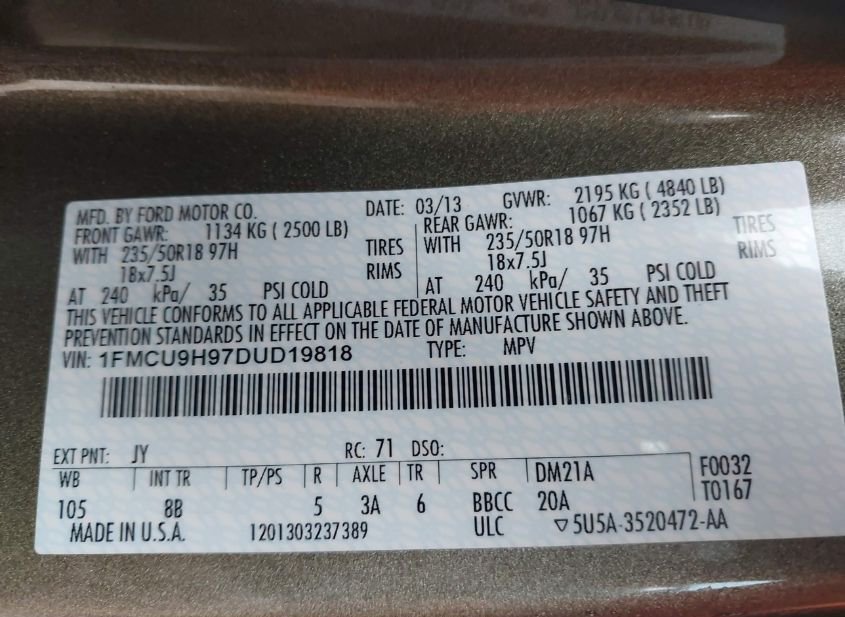 MFD. BY FORD MOTOR CO. DATE: 03/13 GVWR: 2195 KG ( 4840 LB)
FRONT GAWR: 1134 KG ( 2500 LB) REAR GAWR: 1067 KG ( 2352 LB)
WITH 235/50R18 97H TIRES WITH 235/50R18 97H TIRES
18x7.5J RIMS 18x7.5J RIMS
AT 240 kPa/ 35 PSI COLD AT 240 kPa/ 35 PSI COLD
THIS VEHICLE CONFORMS TO ALL APPLICABLE FEDERAL MOTOR VEHICLE SAFETY AND THEFT
PREVENTION STANDARDS IN EFFECT ON THE DATE OF MANUFACTURE SHOWN ABOVE.
VIN: 1FMCU9H97DUD19818 TYPE: MPV
EXT PNT: JY RC: 71 DSO:
WB INT TR TP/PS R AXLE TR SPR DM21A F0032
105 8B 5 3A 6 BBCC 20A T0167
MADE IN U.S.A. 1201303237389 ULC ▽5U5A-3520472-AA